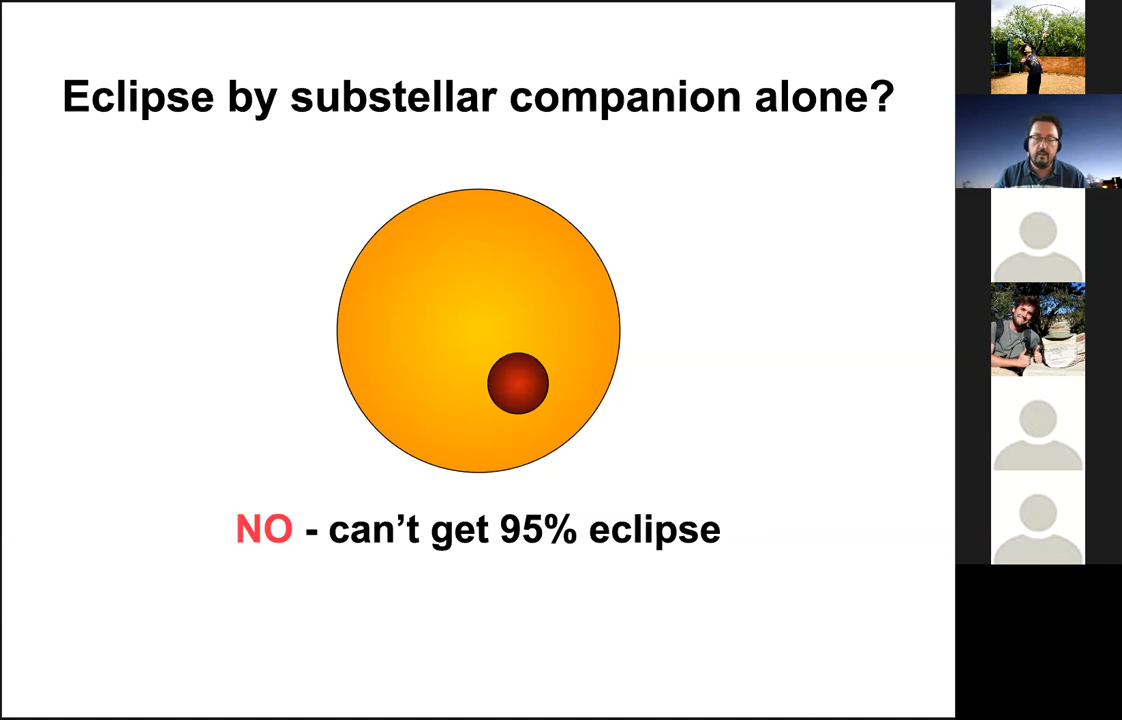 Eclipse by substellar companion alone?
NO - can’t get 95% eclipse